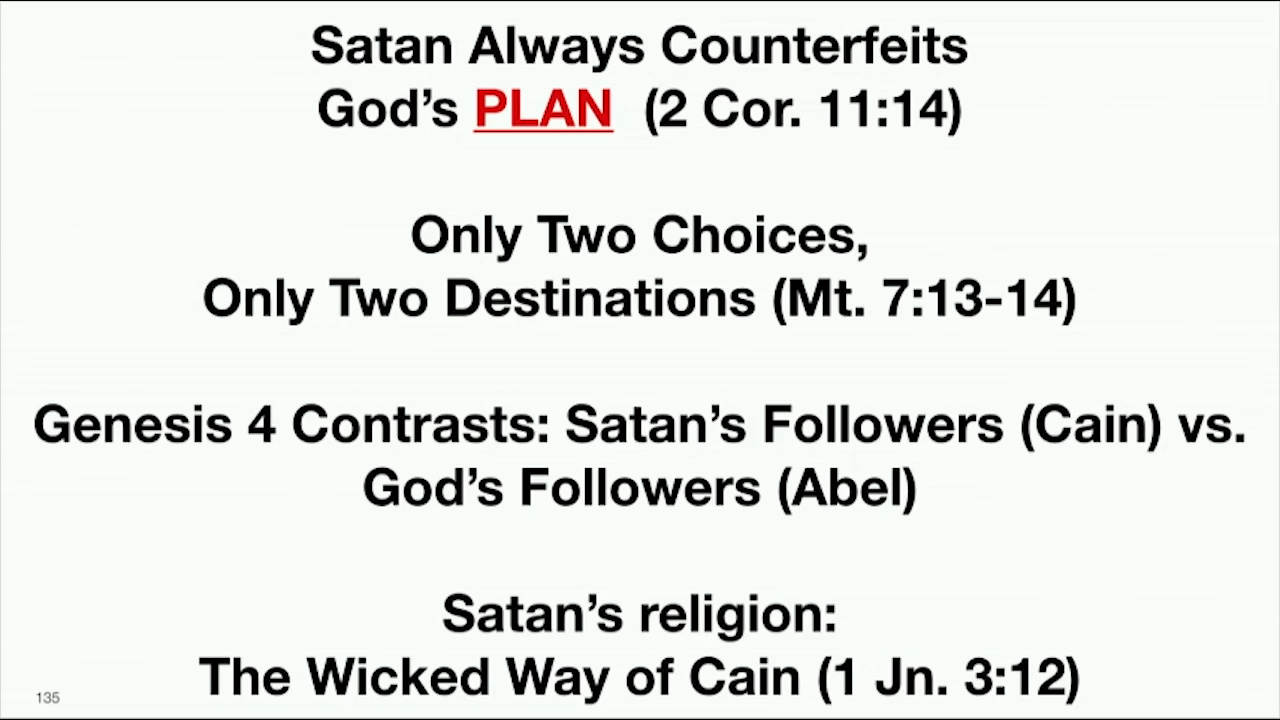 Satan Always Counterfeits
God’s PLAN (2 Cor. 11:14)
Only Two Choices,
Only Two Destinations (Mt. 7:13-14)
Genesis 4 Contrasts: Satan’s Followers (Cain) vs.
God’s Followers (Abel)
Satan’s religion:
The Wicked Way of Cain (1 Jn. 3:12)
135